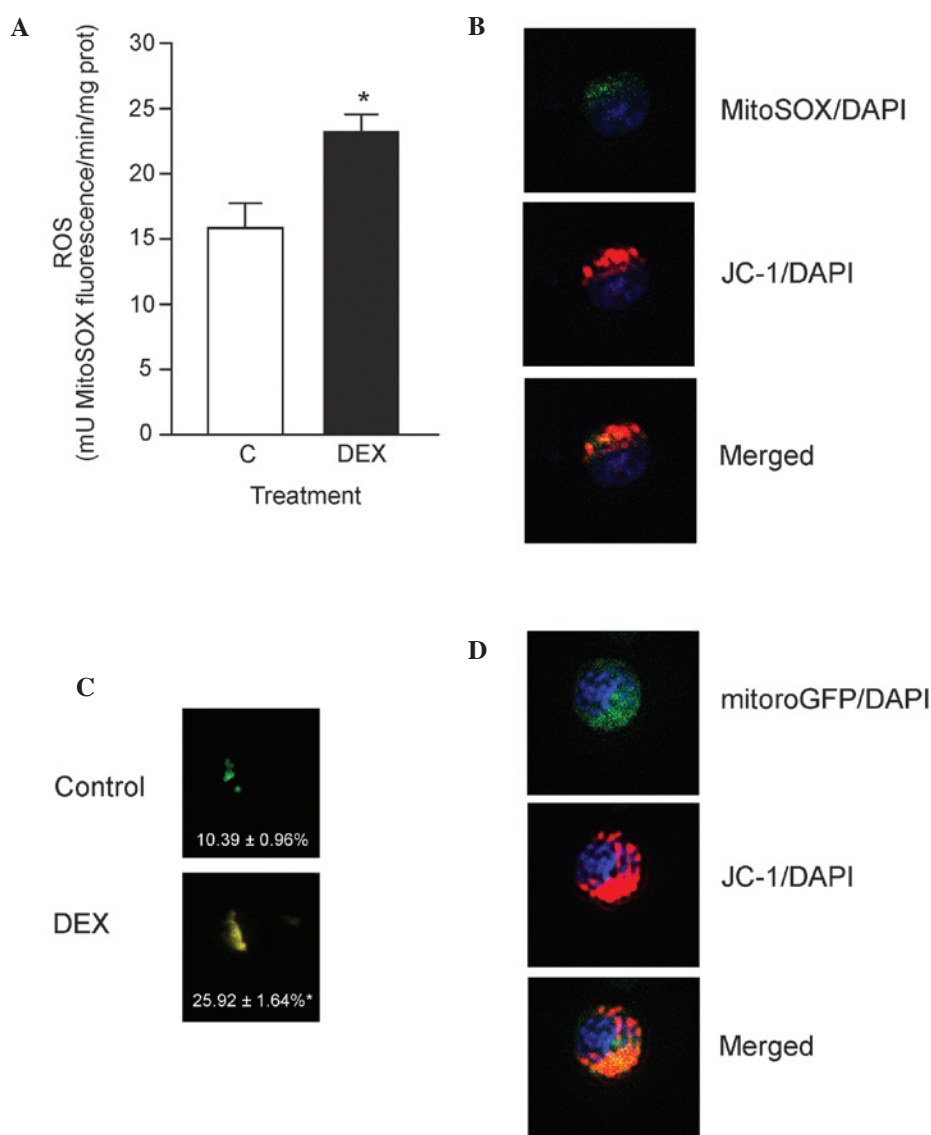 A
ROS
(mU MitoSOX fluorescence/min/mg prot)
30
25
20
15
10
5
0
*
C
DEX
Treatment
B
MitoSOX/DAPI
JC-1/DAPI
Merged
C
Control
10.39 ± 0.96%
DEX
25.92 ± 1.64%*
D
mitoroGFP/DAPI
JC-1/DAPI
Merged